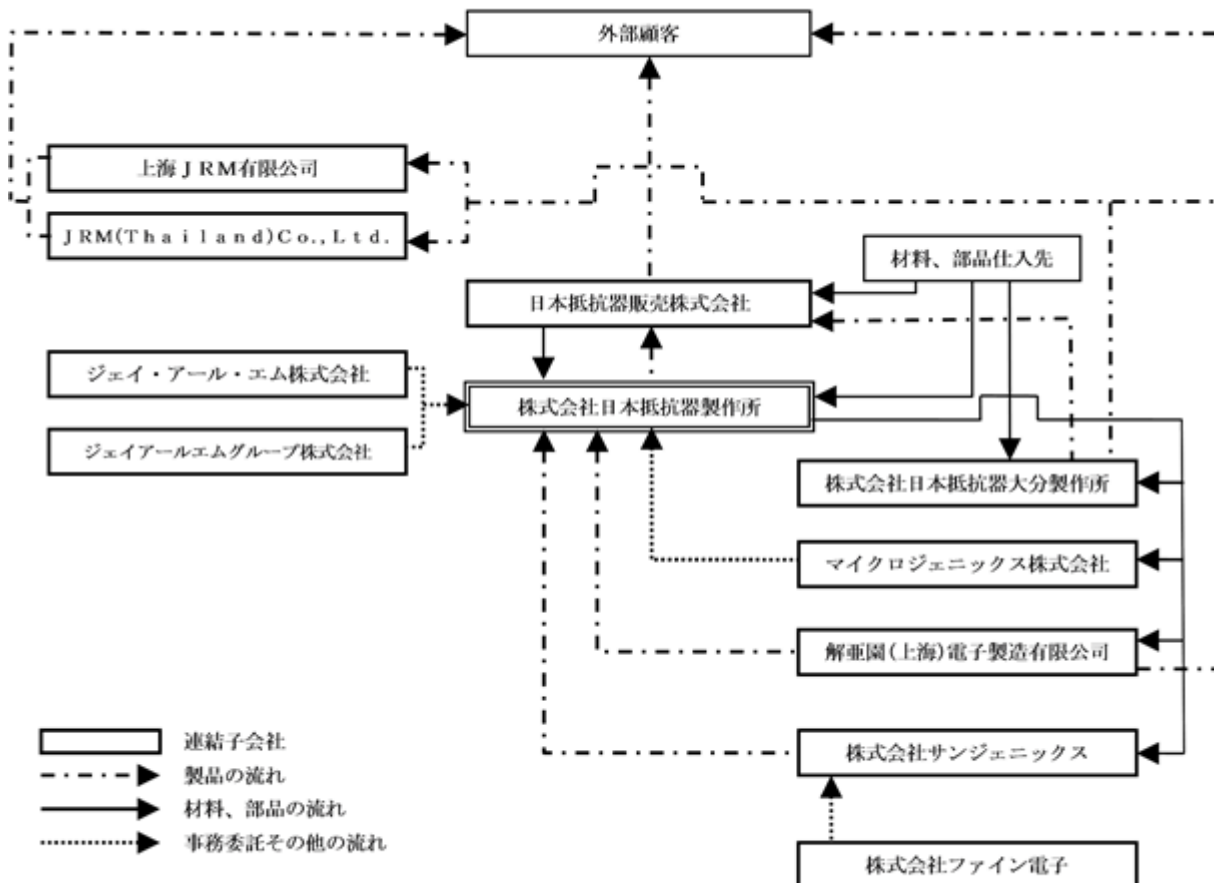 外部顧客
上海ＪＲＭ有限公司
JRM(Ｔｈａｉｌａｎｄ)Ｃｏ.,Ｌｔｄ.
材料、部品仕入先
日本抵抗器販売株式会社
ジェイ・アール・エム株式会社
株式会社日本抵抗器製作所
ジェイアールエムグループ株式会社
株式会社日本抵抗器大分製作所
マイクロジェニックス株式会社
解亜園(上海)電子製造有限公司
株式会社サンジェニックス
株式会社ファイン電子
連結子会社
製品の流れ
材料、部品の流れ
事務委託その他の流れ